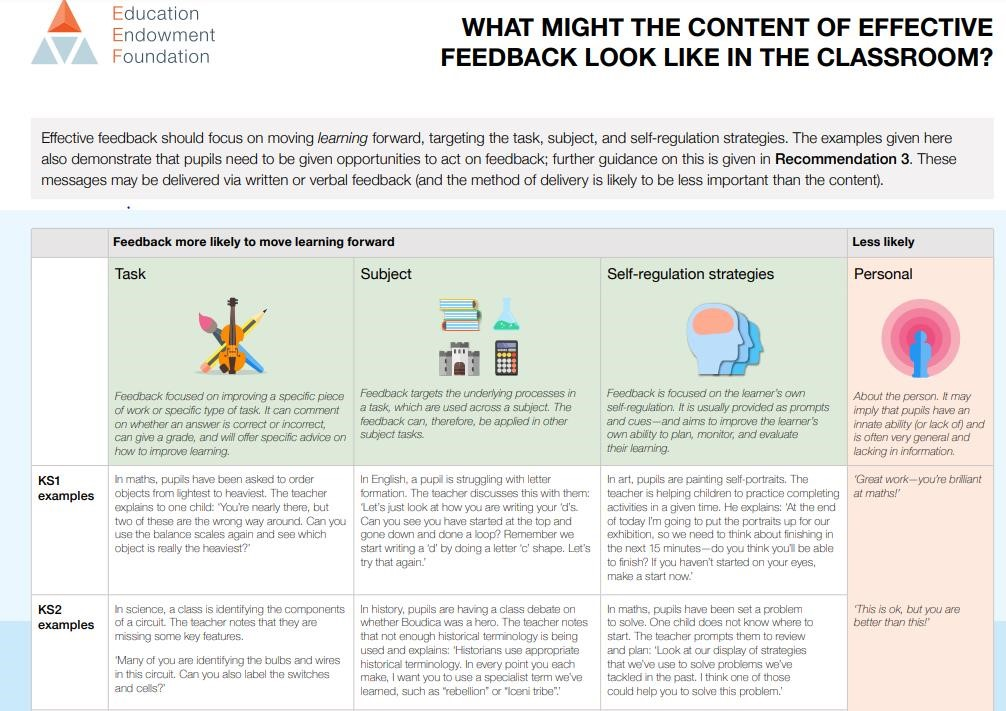 Education
Endowment
Foundation
WHAT MIGHT THE CONTENT OF EFFECTIVE
FEEDBACK LOOK LIKE IN THE CLASSROOM?
Effective feedback should focus on moving learning forward, targeting the task, subject, and self-regulation strategies. The examples given here
also demonstrate that pupils need to be given opportunities to act on feedback; further guidance on this is given in Recommendation 3. These
messages may be delivered via written or verbal feedback (and the method of delivery is likely to be less important than the content).
Feedback more likely to move learning forward
Less likely
Task
Feedback focused on improving a specific piece
of work or specific type of task. It can comment
on whether an answer is correct or incorrect,
can give a grade, and will offer specific advice on
how to improve learning.
Subject
Feedback targets the underlying processes in
a task, which are used across a subject. The
feedback can, therefore, be applied in other
subject tasks.
Self-regulation strategies
Feedback is focused on the learner's own
self-regulation. It is usually provided as prompts
and cues—and aims to improve the learner's
own ability to plan, monitor, and evaluate
their learning.
Personal
About the person. It may
imply that pupils have an
innate ability (or lack of) and
is often very general and
lacking in information.
KS1
examples
In maths, pupils have been asked to order
objects from lightest to heaviest. The teacher
explains to one child: 'You're nearly there, but
two of these are the wrong way around. Can you
use the balance scales again and see which
object is really the heaviest?'
In English, a pupil is struggling with letter
formation. The teacher discusses this with them:
'Let's just look at how you are writing your 'd's.
Can you see you have started at the top and
gone down and done a loop? Remember we
start writing a 'd' by doing a letter 'c' shape. Let's
try that again.'
In art, pupils are painting self-portraits. The
teacher is helping children to practice completing
activities in a given time. He explains: 'At the end
of today I'm going to put the portraits up for our
exhibition, so we need to think about finishing in
the next 15 minutes—do you think you'll be able
to finish? If you haven't started on your eyes,
make a start now.'
'Great work—you're brilliant
at maths!'
KS2
examples
In science, a class is identifying the components
of a circuit. The teacher notes that they are
missing some key features.
'Many of you are identifying the bulbs and wires
in this circuit. Can you also label the switches
and cells?'
In history, pupils are having a class debate on
whether Boudica was a hero. The teacher notes
that not enough historical terminology is being
used and explains: 'Historians use appropriate
historical terminology. In every point you each
make, I want you to use a specialist term we've
learned, such as "rebellion" or "Iceni tribe".'
In maths, pupils have been set a problem
to solve. One child does not know where to
start. The teacher prompts them to review
and plan: 'Look at our display of strategies
that we've use to solve problems we've
tackled in the past. I think one of those
could help you to solve this problem.'
'This is ok, but you are
better than this!'